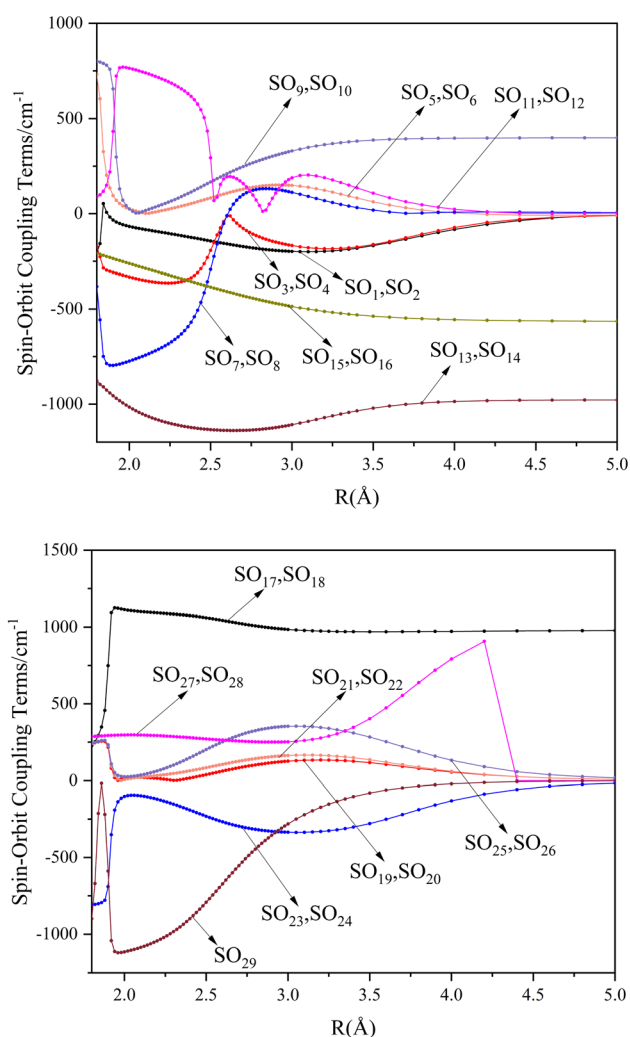 1000
500
0
-500
-1000
Spin-Orbit Coupling Terms/cm⁻¹
SO₉,SO₁₀
SO₅,SO₆
SO₁₁,SO₁₂
SO₃,SO₄
SO₁,SO₂
SO₇,SO₈
SO₁₅,SO₁₆
SO₁₃,SO₁₄
2.0 2.5 3.0 3.5 4.0 4.5 5.0
R(Å)
1500
1000
500
0
-500
-1000
Spin-Orbit Coupling Terms/cm⁻¹
SO₁₇,SO₁₈
SO₂₇,SO₂₈
SO₂₁,SO₂₂
SO₂₅,SO₂₆
SO₁₉,SO₂₀
SO₂₃,SO₂₄
SO₂₉
2.0 2.5 3.0 3.5 4.0 4.5 5.0
R(Å)